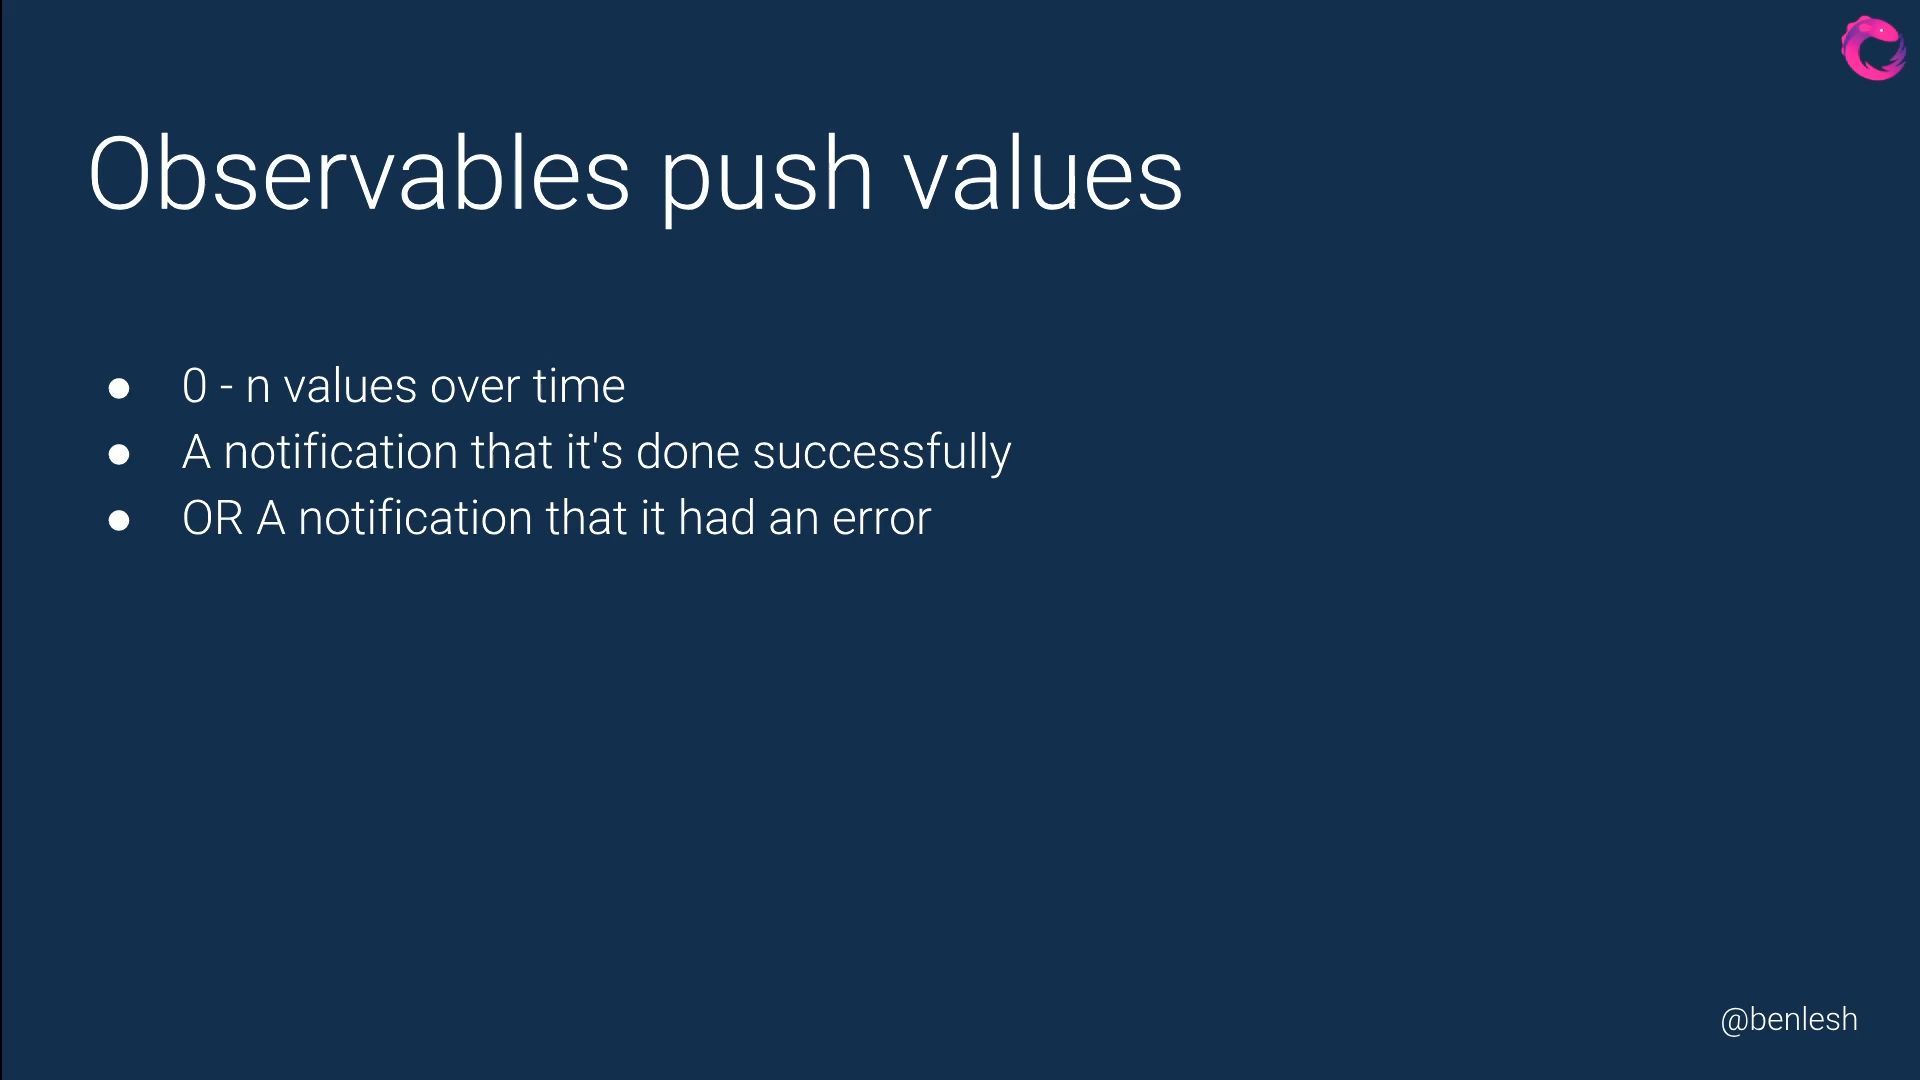 Observables push values
● 0 - n values over time
● A notification that it's done successfully
● OR A notification that it had an error
@benlesh